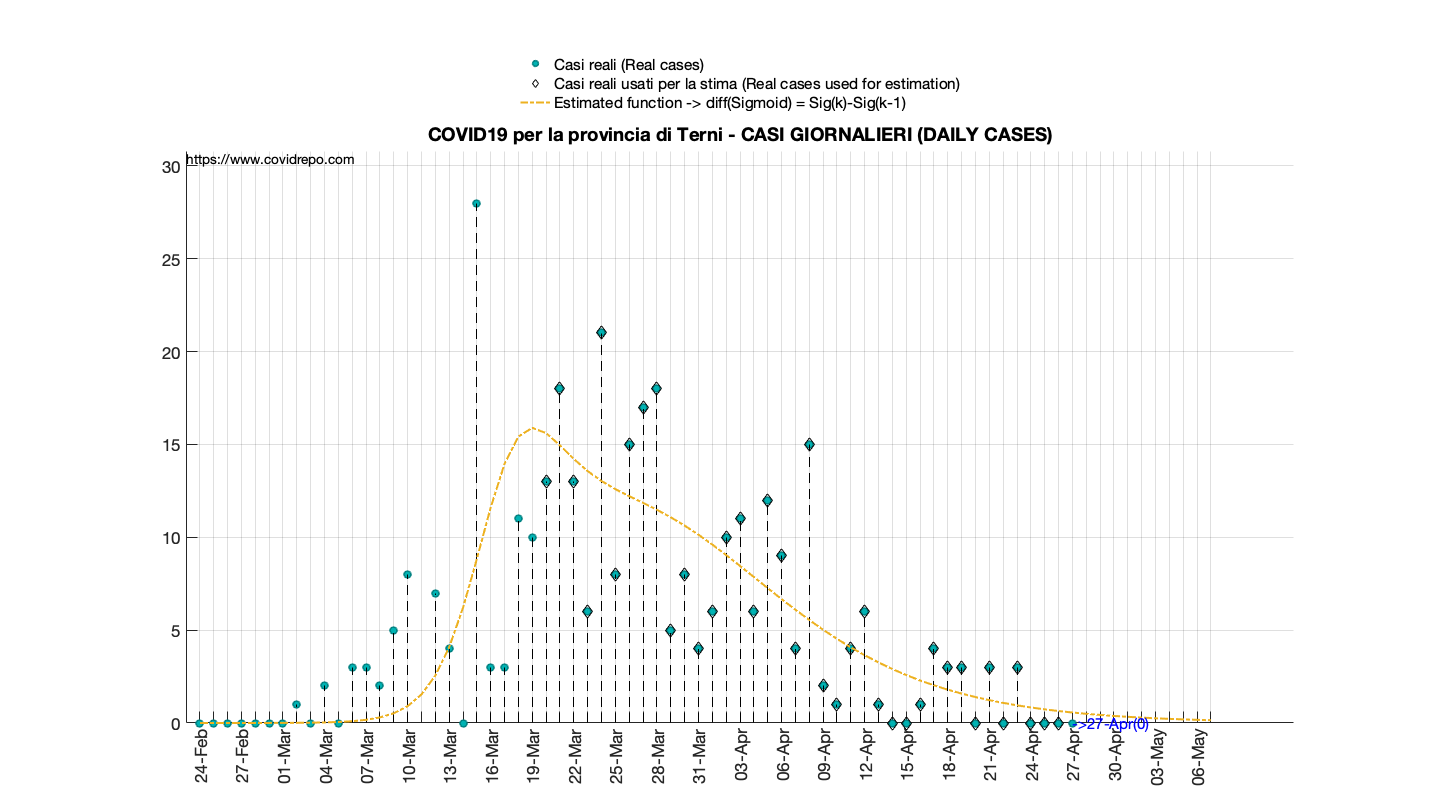 Casi reali (Real cases)
Casi reali usati per la stima (Real cases used for estimation)
Estimated function -> diff(Sigmoid) = Sig(k)-Sig(k-1)
COVID19 per la provincia di Terni - CASI GIORNALIERI (DAILY CASES)
https://www.covidrepo.com
30
25
20
15
10
5
0
->27-Apr(0)
24-Feb
27-Feb
01-Mar
04-Mar
07-Mar
10-Mar
13-Mar
16-Mar
19-Mar
22-Mar
25-Mar
28-Mar
31-Mar
03-Apr
06-Apr
09-Apr
12-Apr
15-Apr
18-Apr
21-Apr
24-Apr
27-Apr
30-Apr
03-May
06-May